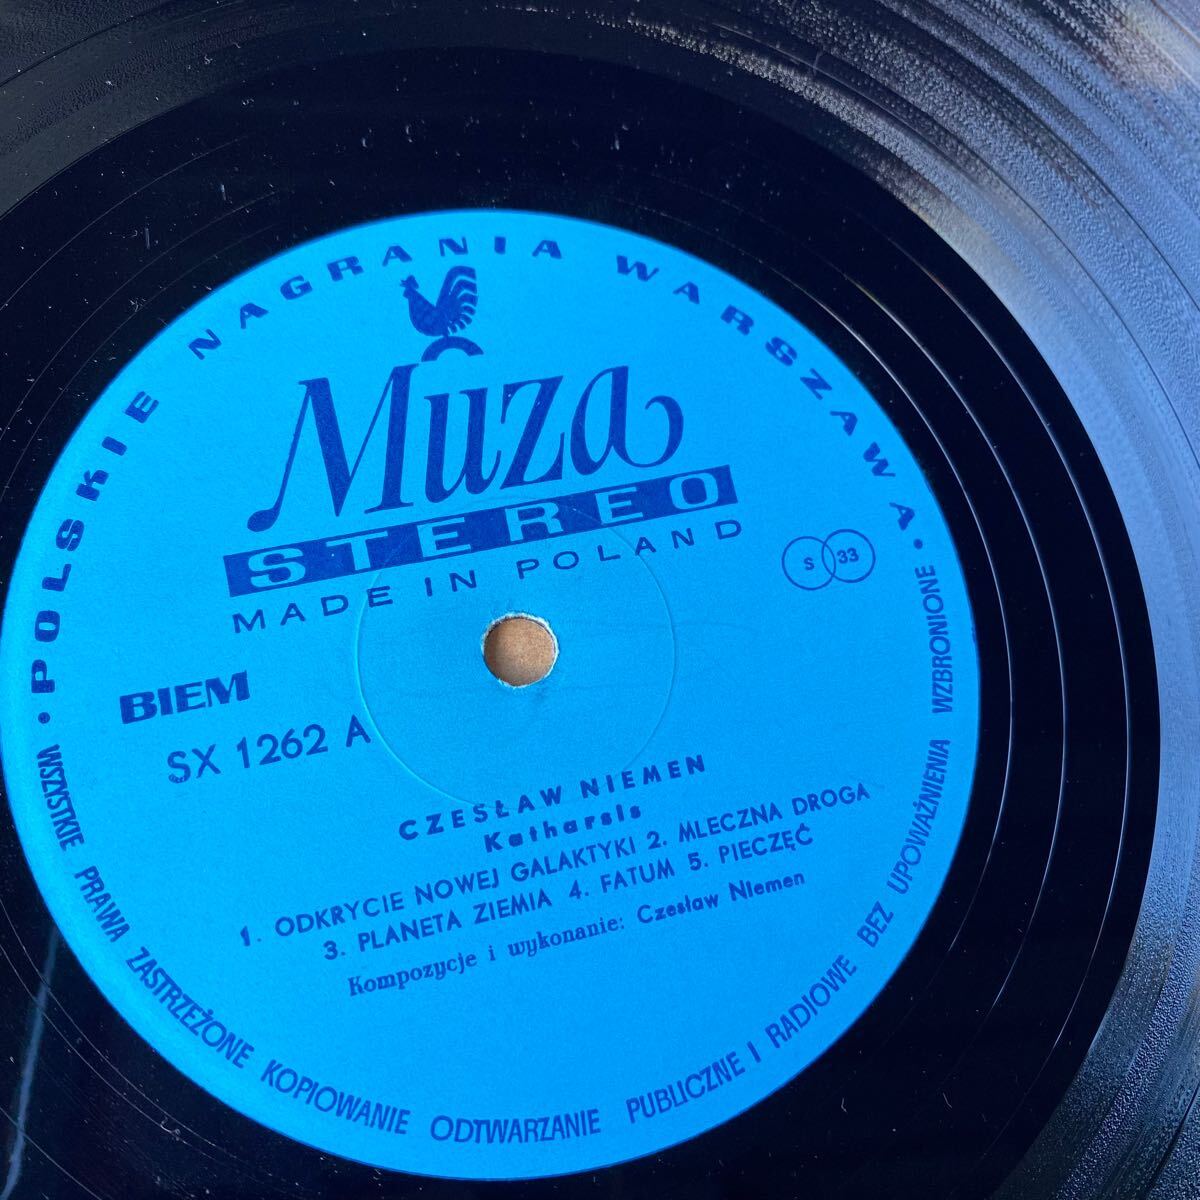 • POLSKIE NAGRANIA WARSZAWA •
Muza
STEREO
MADE IN POLAND
S 33
BIEM
SX 1262 A
CZESŁAW NIEMEN
Katharsis
1. ODKRYCIE NOWEJ GALAKTYKI 2. MLECZNA DROGA
3. PLANETA ZIEMIA 4. FATUM 5. PIECZĘĆ
Kompozycje i wykonanie: Czesław Niemen
WSZYSTKIE PRAWA ZASTRZEŻONE KOPIOWANIE ODTWARZANIE PUBLICZNE I RADIOWE BEZ UPOWAŻNIENIA WZBRONIONE